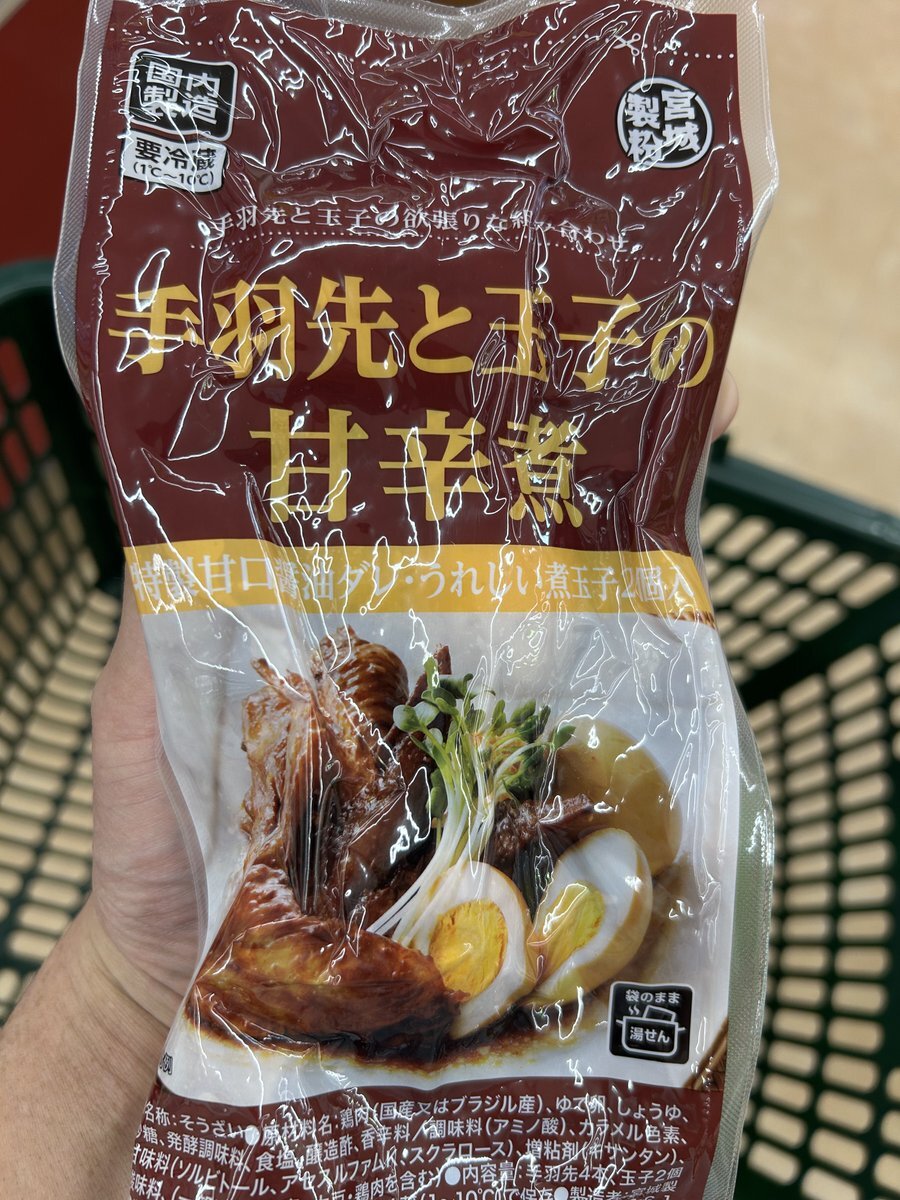 国内
製造
要冷蔵
(1℃~10℃)
宮城
製粉
手羽先と玉子の欲張りな組み合わせ
手羽先と玉子の
甘辛煮
特製甘口醤油ダレ・うれしい煮玉子2個入
袋のまま
湯せん
例
名称:そうざい●原材料名:鶏肉(国産又はブラジル産)、ゆで卵、しょうゆ、
糖、発酵調味料、食塩、醸造酢、香辛料/調味料(アミノ酸)、カラメル色素、
甘味料(ソルビトール、アセスルファムK、スクラロース)、増粘剤(キサンタン)、
鶏肉を含む)●内容量:手羽先4本、玉子2個
10℃)で保存●製造者:宮城製